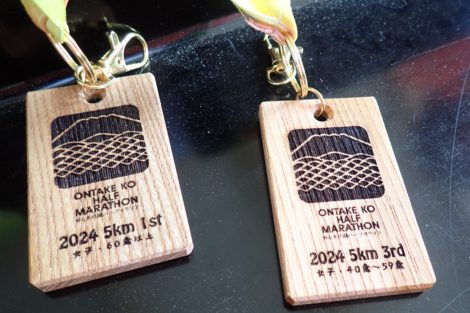 ONTAKE KO
HALF
MARATHON
2024 5km 1st
女子・60歳以上
ONTAKE KO
HALF
MARATHON
2024 5km 3rd
女子・40歳〜59歳